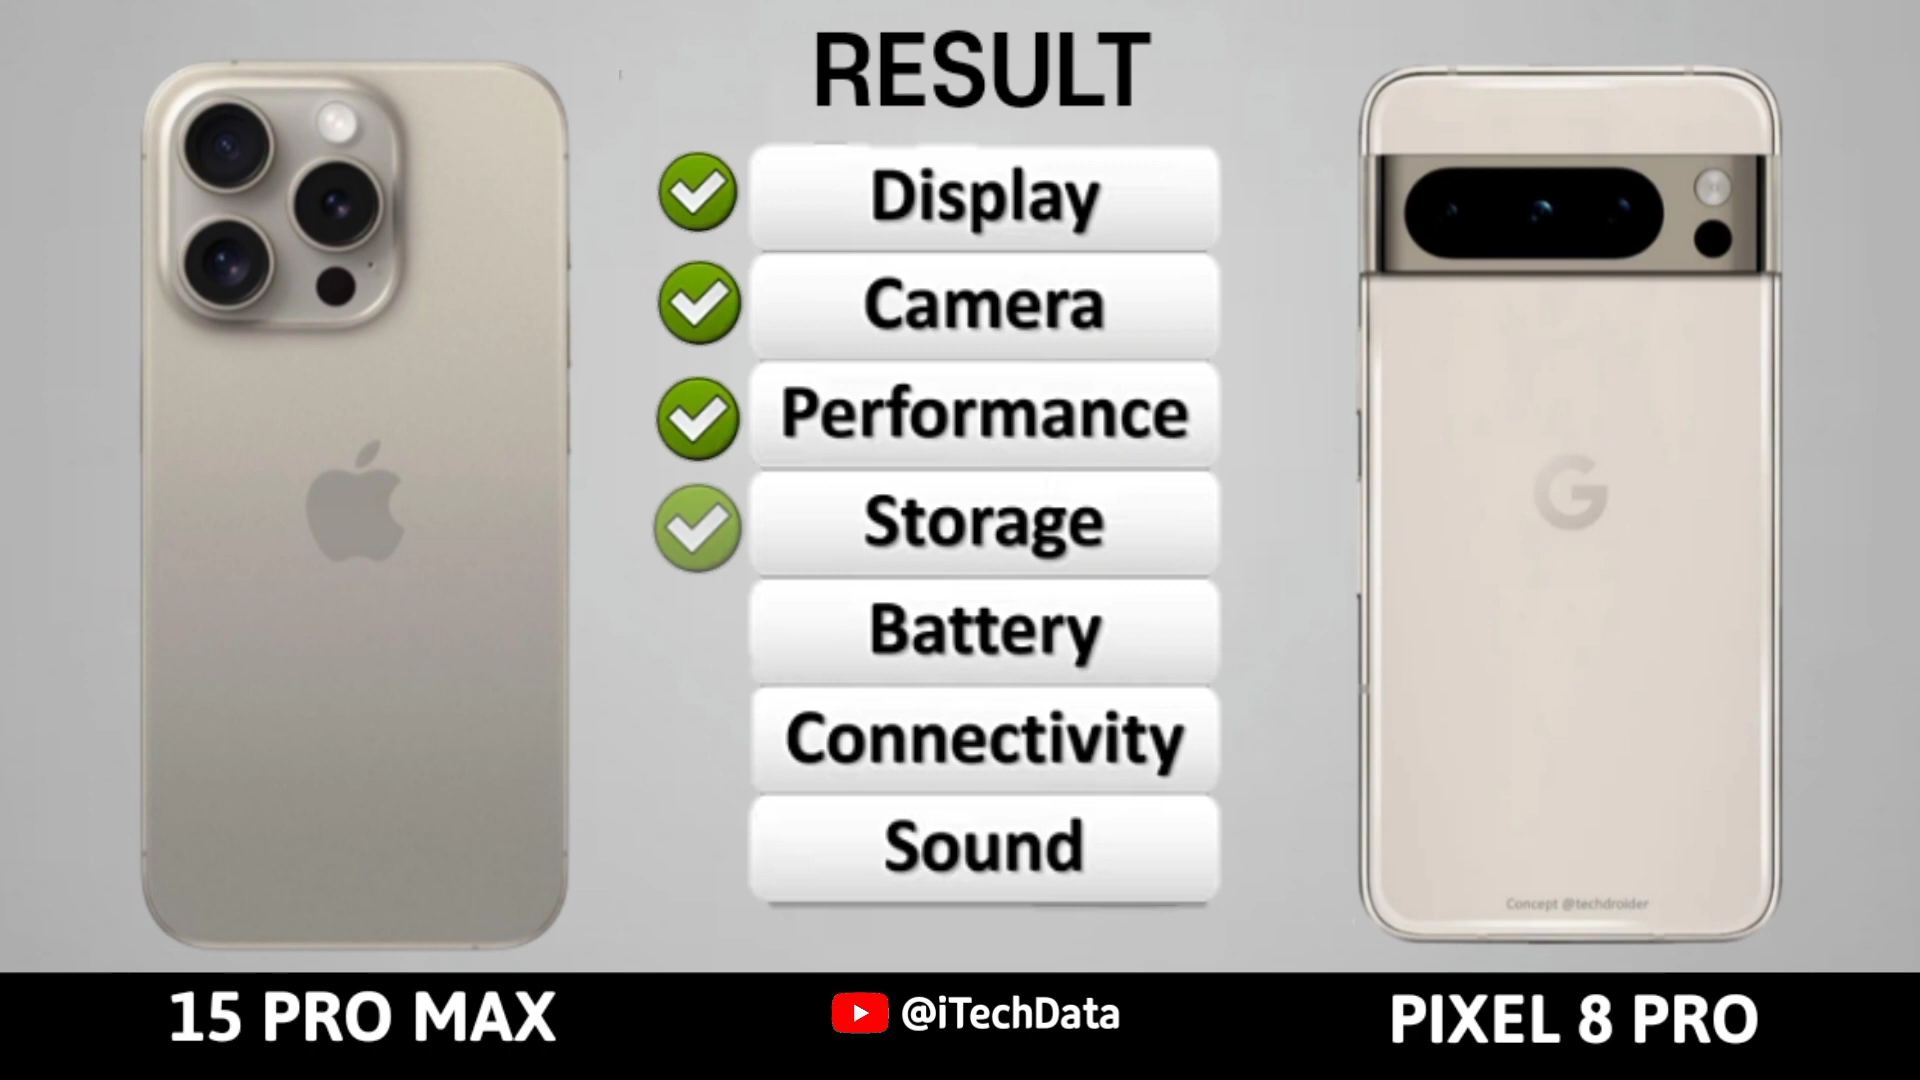 RESULT
Display
Camera
Performance
Storage
Battery
Connectivity
Sound
G
Concept @techdroider
15 PRO MAX
@iTechData
PIXEL 8 PRO